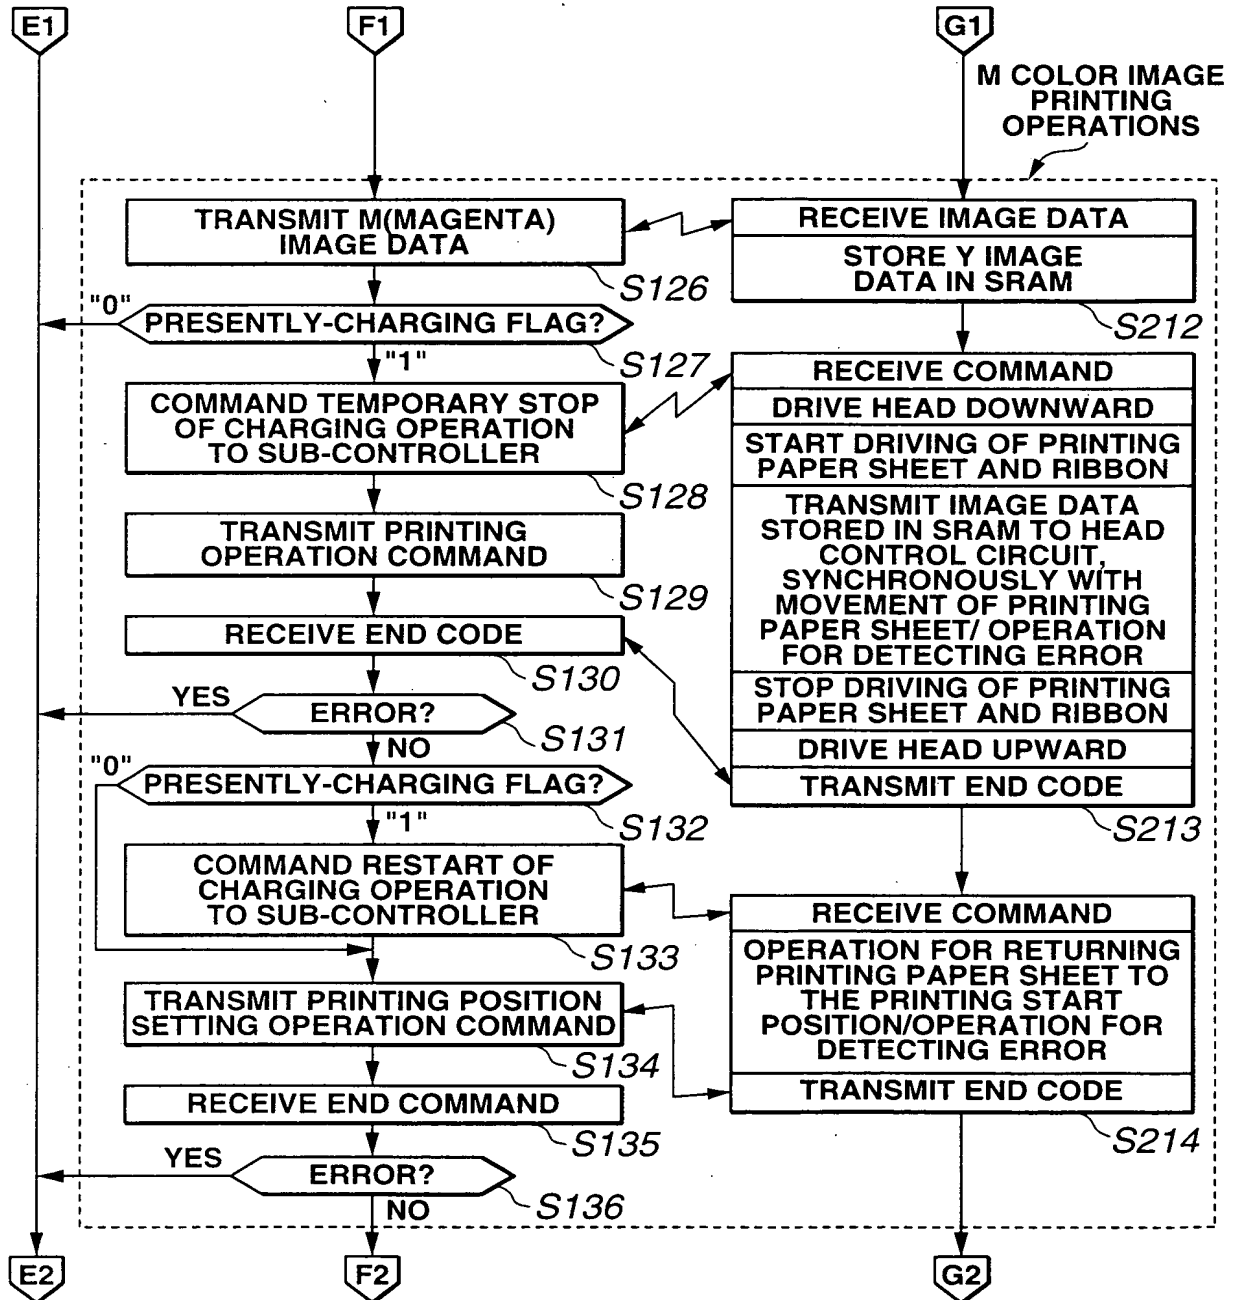 E1
F1
G1
M COLOR IMAGE
PRINTING
OPERATIONS
TRANSMIT M(MAGENTA)
IMAGE DATA
S126
RECEIVE IMAGE DATA
STORE Y IMAGE
DATA IN SRAM
S212
"0"
PRESENTLY-CHARGING FLAG?
S127
"1"
COMMAND TEMPORARY STOP
OF CHARGING OPERATION
TO SUB-CONTROLLER
S128
TRANSMIT PRINTING
OPERATION COMMAND
S129
RECEIVE END CODE
S130
YES
ERROR?
S131
NO
"0"
PRESENTLY-CHARGING FLAG?
S132
"1"
COMMAND RESTART OF
CHARGING OPERATION
TO SUB-CONTROLLER
S133
TRANSMIT PRINTING POSITION
SETTING OPERATION COMMAND
S134
RECEIVE END COMMAND
S135
YES
ERROR?
S136
NO
RECEIVE COMMAND
DRIVE HEAD DOWNWARD
START DRIVING OF PRINTING
PAPER SHEET AND RIBBON
TRANSMIT IMAGE DATA
STORED IN SRAM TO HEAD
CONTROL CIRCUIT,
SYNCHRONOUSLY WITH
MOVEMENT OF PRINTING
PAPER SHEET/ OPERATION
FOR DETECTING ERROR
STOP DRIVING OF PRINTING
PAPER SHEET AND RIBBON
DRIVE HEAD UPWARD
TRANSMIT END CODE
S213
RECEIVE COMMAND
OPERATION FOR RETURNING
PRINTING PAPER SHEET TO
THE PRINTING START
POSITION/OPERATION FOR
DETECTING ERROR
TRANSMIT END CODE
S214
E2
F2
G2